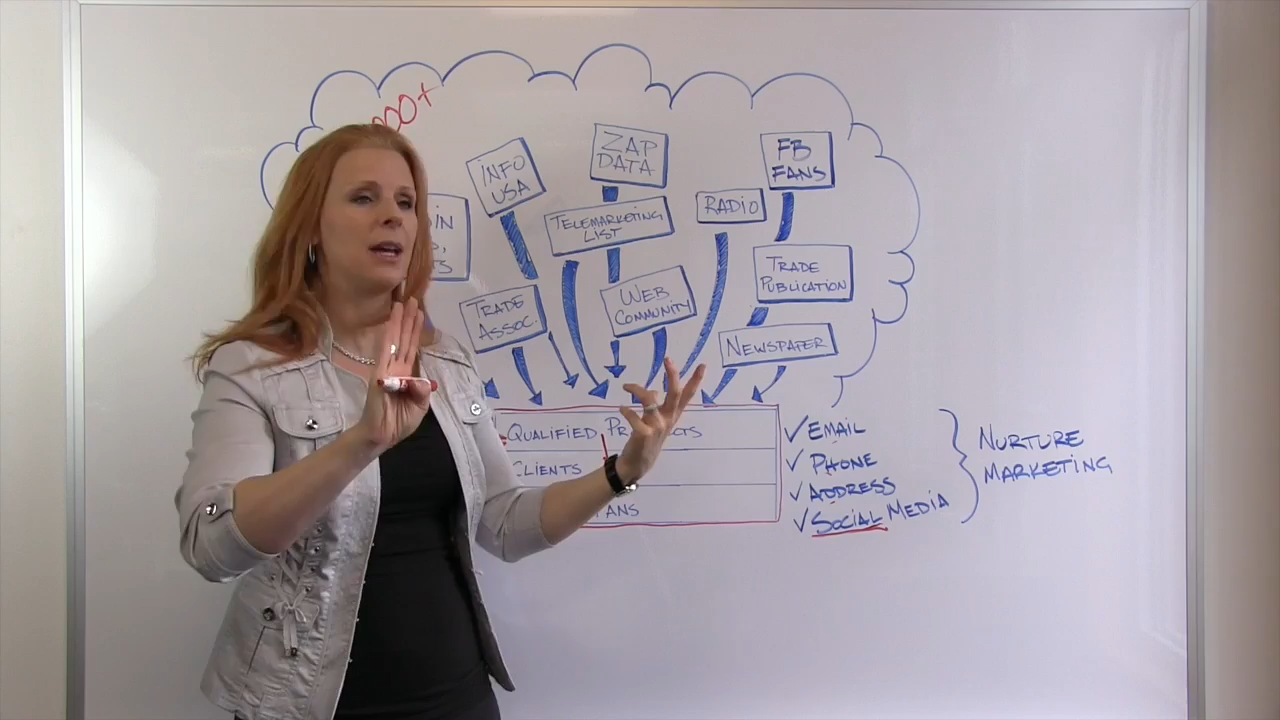 INFO
USA
ZAP
DATA
FB
FANS
TELEMARKETING
LIST
RADIO
TRADE
PUBLICATION
TRADE
ASSOC.
WEB
COMMUNITY
NEWSPAPER
QUALIFIED
CLIENTS
FANS
✓ EMAIL
✓ PHONE
✓ ADDRESS
✓ SOCIAL MEDIA
NURTURE
MARKETING